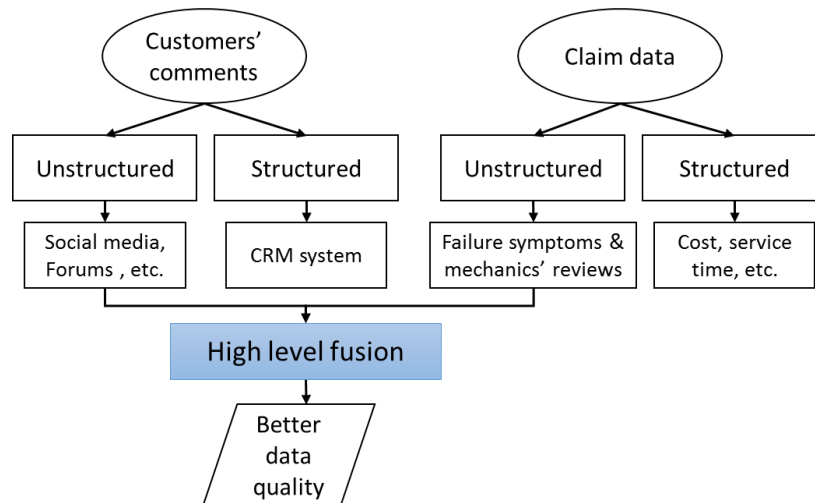 Customers’
comments
Claim data
Unstructured
Structured
Unstructured
Structured
Social media,
Forums , etc.
CRM system
Failure symptoms &
mechanics’ reviews
Cost, service
time, etc.
High level fusion
Better
data
quality